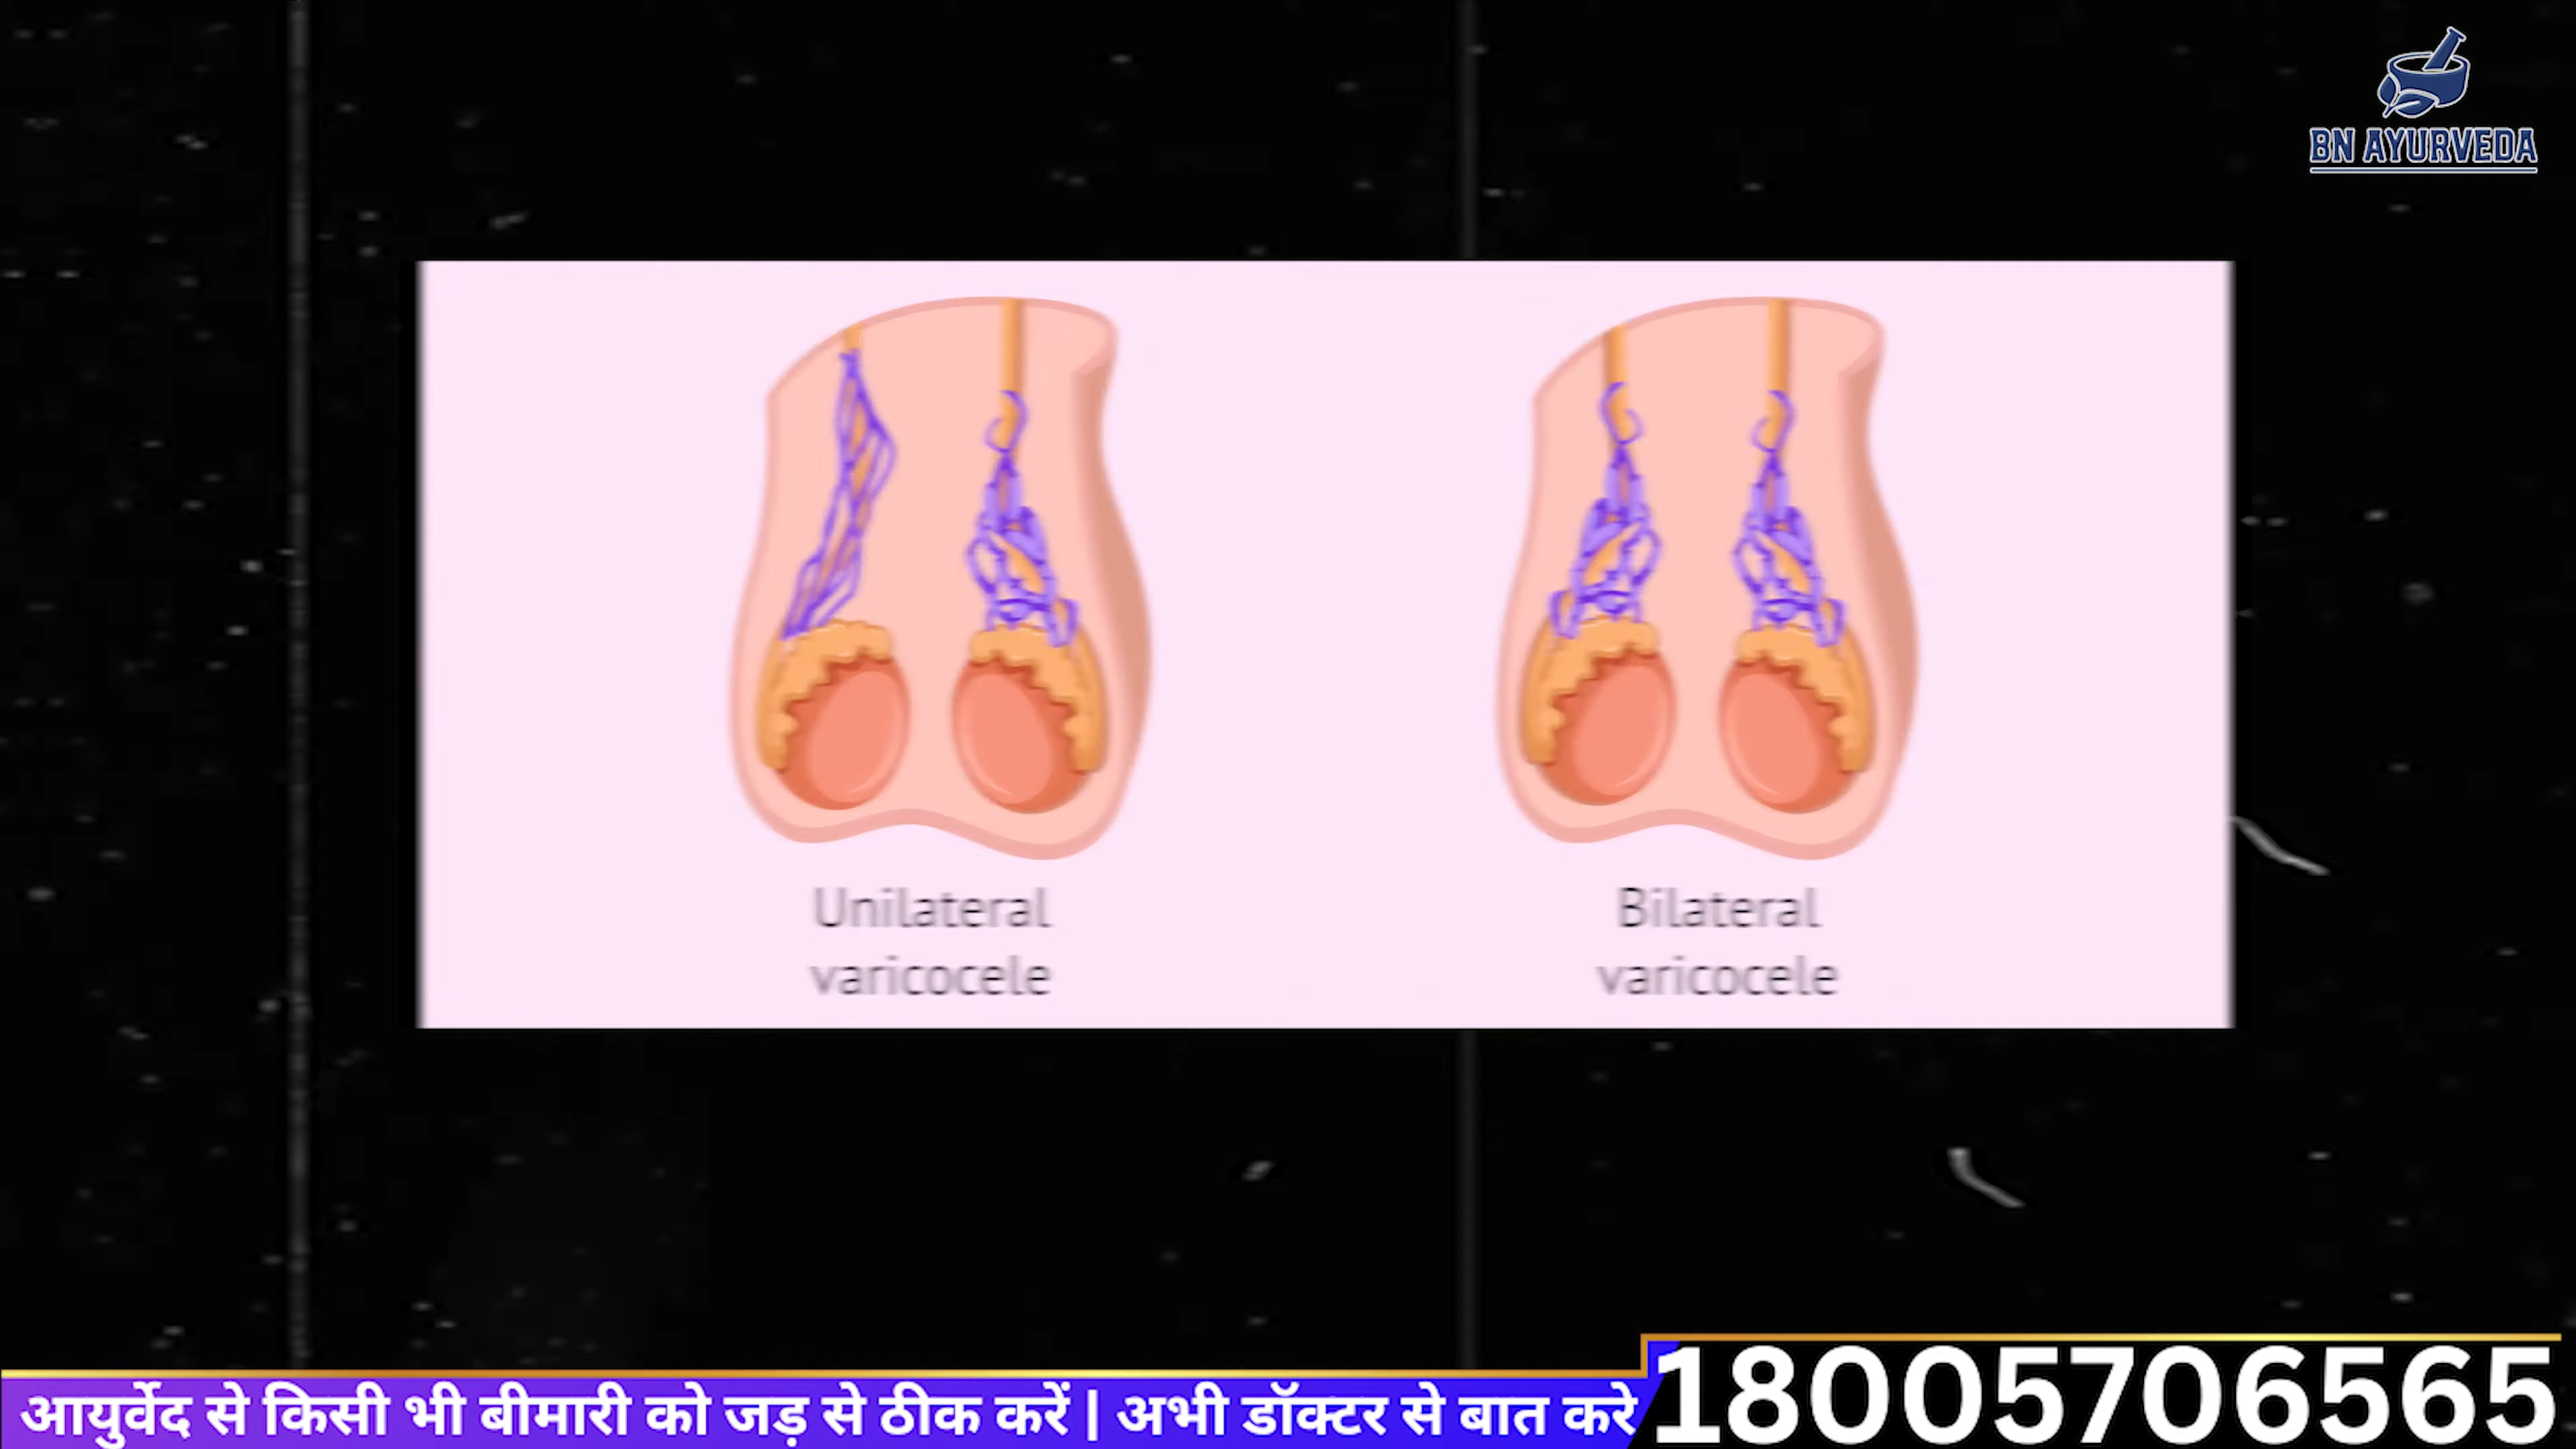 BN AYURVEDA
Unilateral
varicocele
Bilateral
varicocele
आयुर्वेद से किसी भी बीमारी को जड़ से ठीक करें | अभी डॉक्टर से बात करे
18005706565